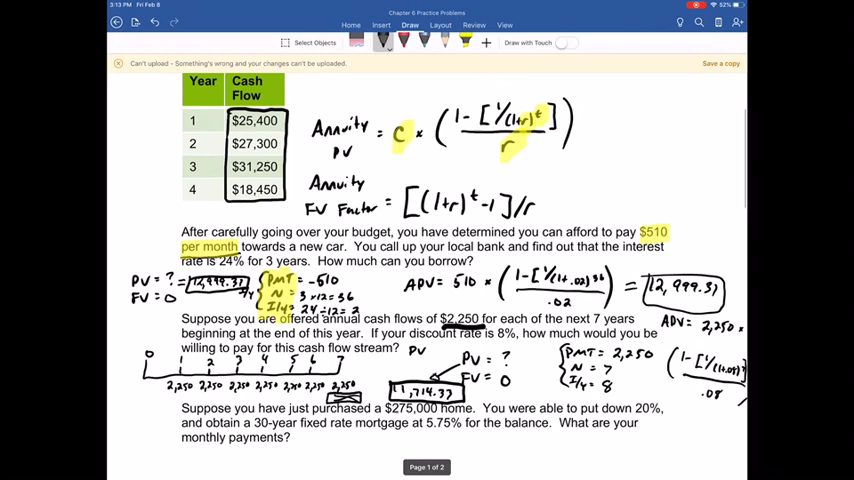 3:13 PM Fri Feb 8
52%
Chapter 6 Practice Problems
Home Insert Draw Layout Review View
Select Objects
Draw with Touch
Can't upload - Something's wrong and your changes can't be uploaded.
Save a copy
Year Cash Flow
1 $25,400
2 $27,300
3 $31,250
4 $18,450
Annuity PV = C × ( 1 - [1/(1+r)^t] / r )
Annuity FV Factor = [(1+r)^t - 1]/r
After carefully going over your budget, you have determined you can afford to pay $510
per month towards a new car. You call up your local bank and find out that the interest
rate is 24% for 3 years. How much can you borrow?
PV = ? 12,999.37
FV = 0
PMT = -510
N = 3 × 12 = 36
I/Y = 24 ÷ 12 = 2
APV = 510 × ( 1 - [1/(1+.02)^36] / .02 ) = 12,999.37
Suppose you are offered annual cash flows of $2,250 for each of the next 7 years
beginning at the end of this year. If your discount rate is 8%, how much would you be
willing to pay for this cash flow stream?
PV
APV = 2,250 ×
0 1 2 3 4 5 6 7
2,250 2,250 2,250 2,250 2,250 2,250 2,250
PV = ?
FV = 0
11,714.37
PMT = 2,250
N = 7
I/Y = 8
(1 - [1/(1+.08)7]
.08
Suppose you have just purchased a $275,000 home. You were able to put down 20%,
and obtain a 30-year fixed rate mortgage at 5.75% for the balance. What are your
monthly payments?
Page 1 of 2